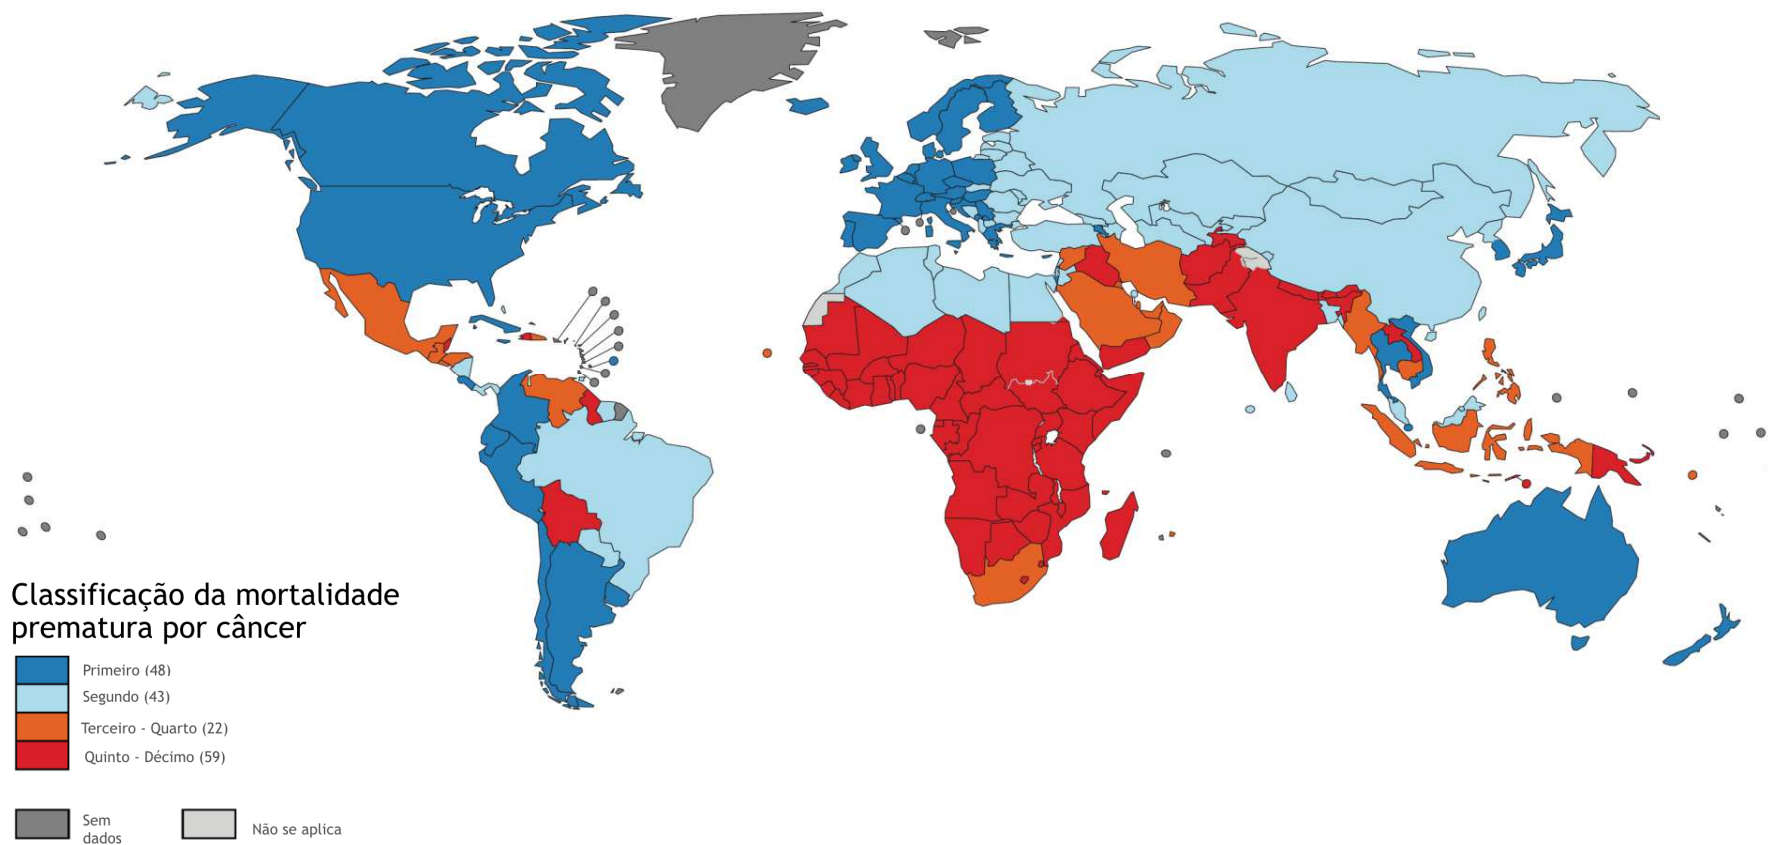 Classificação da mortalidade
prematura por câncer
Primeiro (48)
Segundo (43)
Terceiro - Quarto (22)
Quinto - Décimo (59)
Sem
dados
Não se aplica